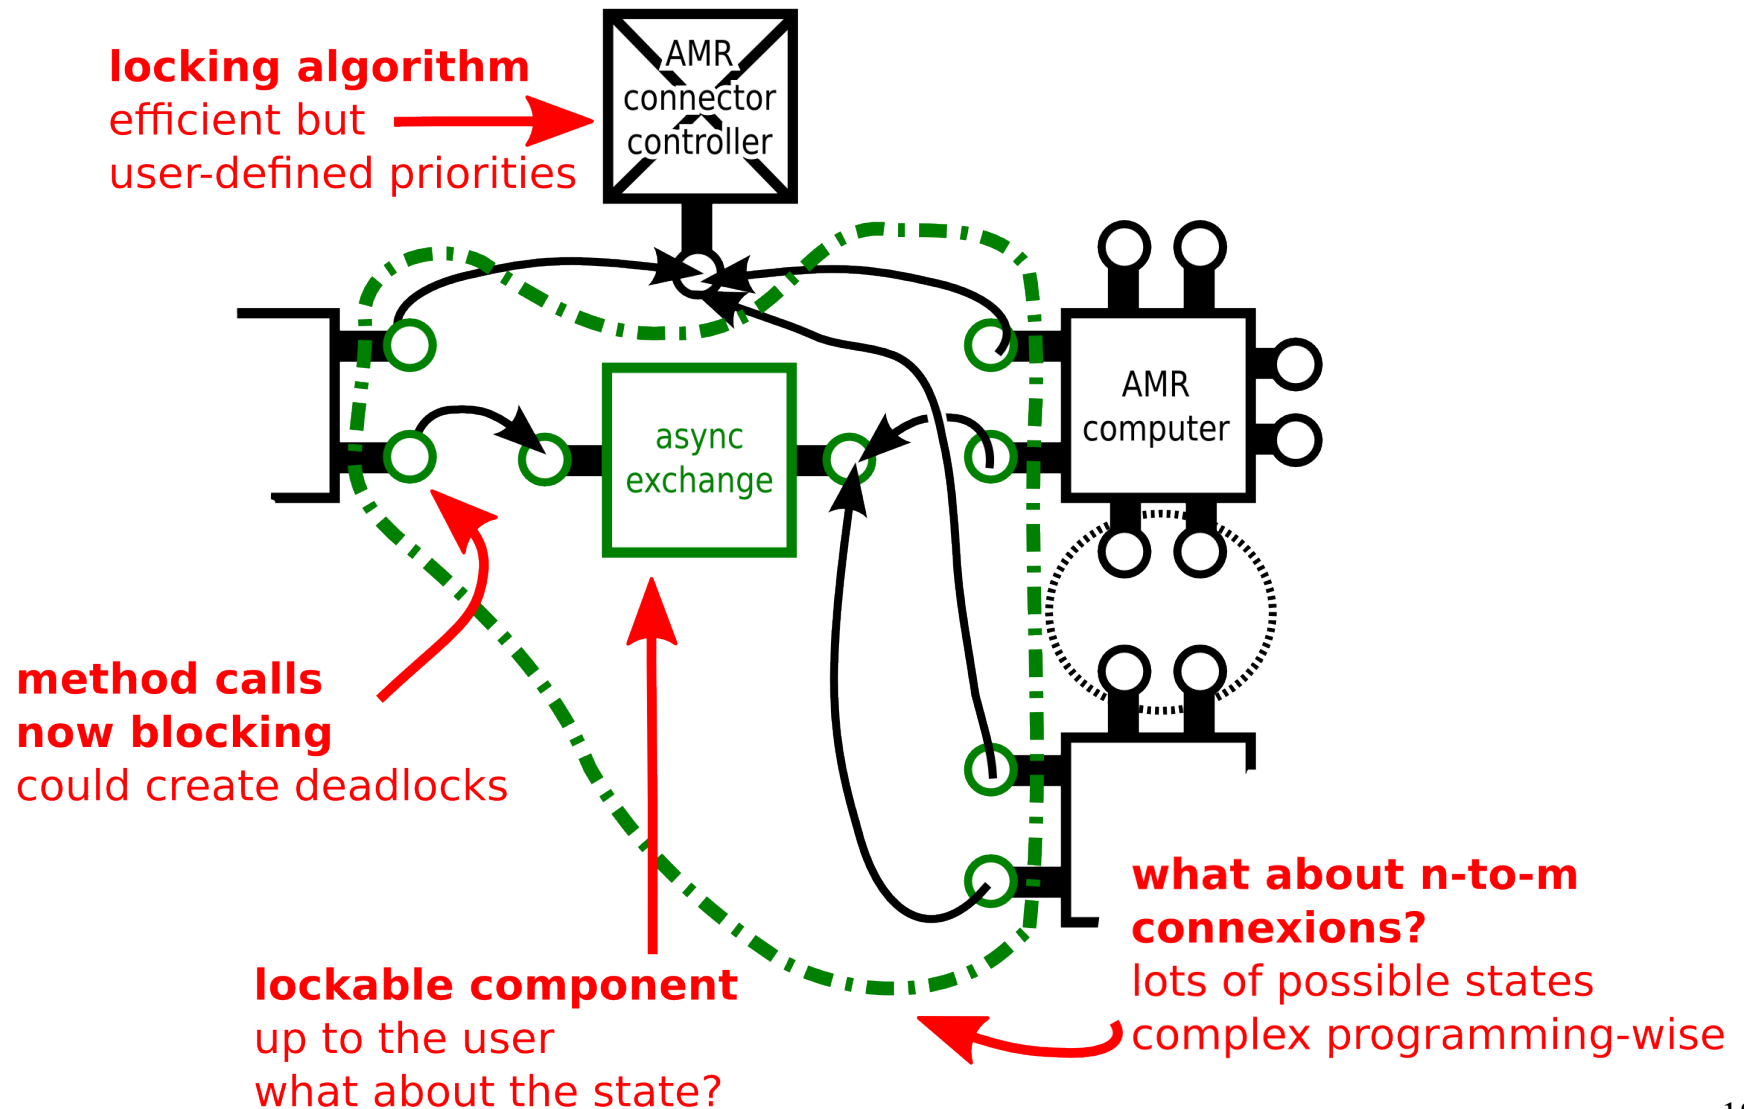 locking algorithm
efficient but
user-defined priorities
AMR
connector
controller
async
exchange
AMR
computer
method calls
now blocking
could create deadlocks
lockable component
up to the user
what about the state?
what about n-to-m
connexions?
lots of possible states
complex programming-wise